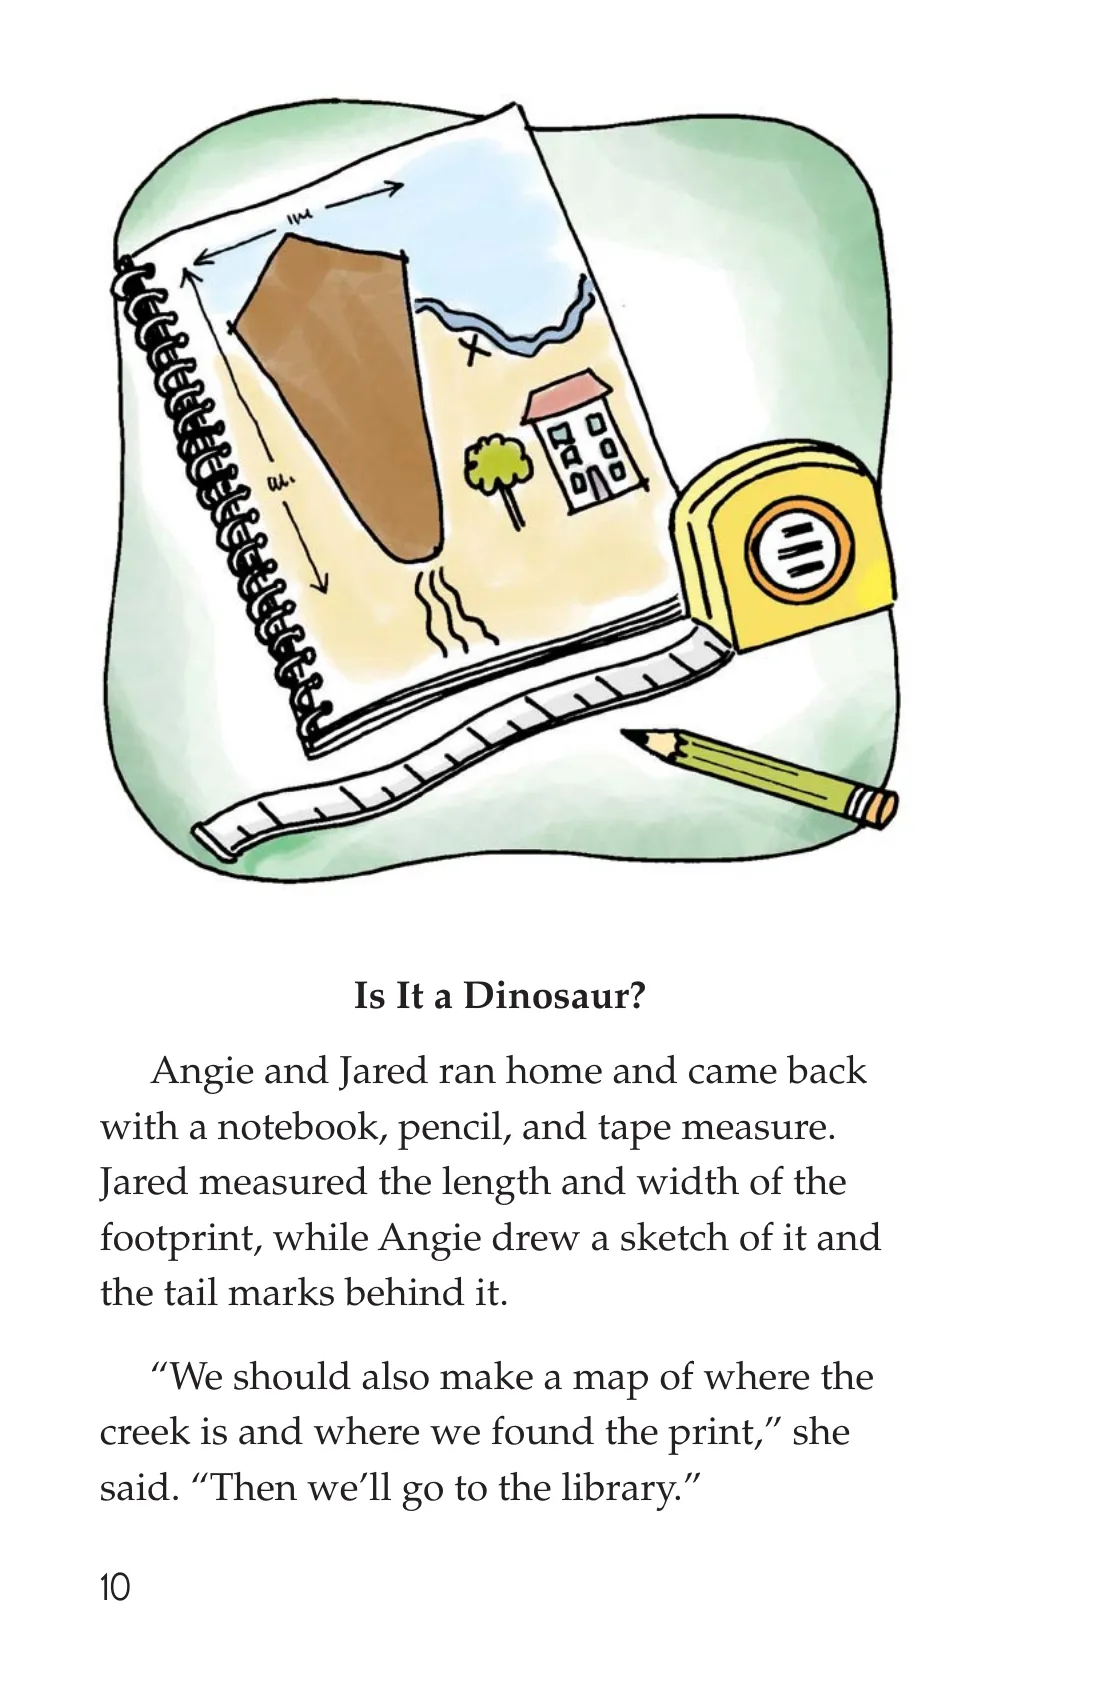 Is It a Dinosaur?
Angie and Jared ran home and came back
with a notebook, pencil, and tape measure.
Jared measured the length and width of the
footprint, while Angie drew a sketch of it and
the tail marks behind it.
“We should also make a map of where the
creek is and where we found the print,” she
said. “Then we’ll go to the library.”
10